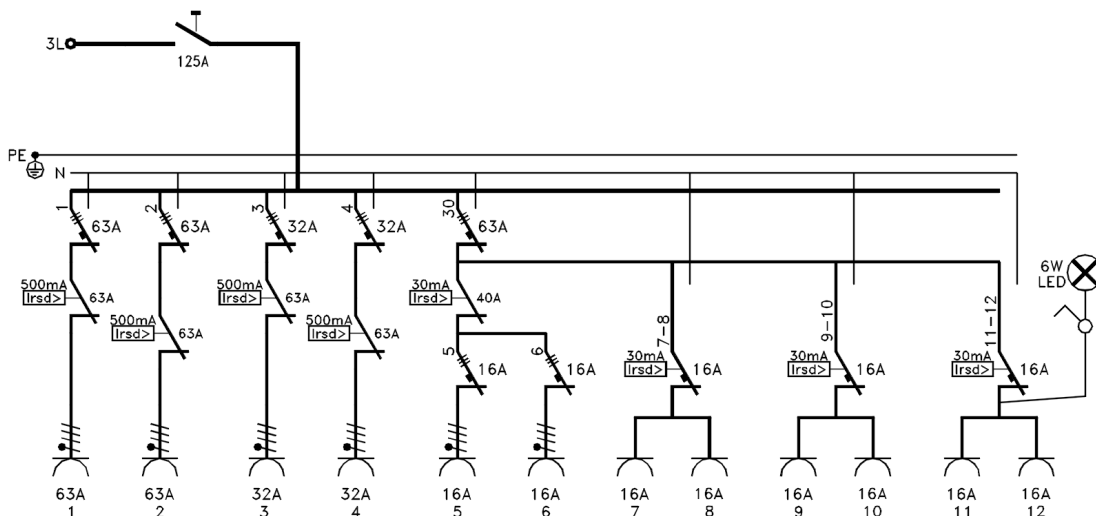 3L
125A
PE
N
1 63A 2 63A 3 32A 4 32A 30 63A
6W
LED
500mA
Irsd> 63A
500mA
Irsd> 63A
500mA
Irsd> 63A
500mA
Irsd> 63A
30mA
Irsd> 40A
5 16A 6 16A
7-8
30mA
Irsd> 16A
9-10
30mA
Irsd> 16A
11-12
30mA
Irsd> 16A
63A 63A 32A 32A 16A 16A 16A 16A 16A 16A 16A 16A
1 2 3 4 5 6 7 8 9 10 11 12